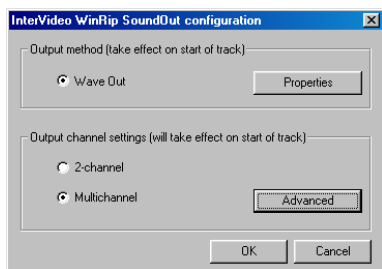 InterVideo WinRip SoundOut configuration
Output method (take effect on start of track)
Wave Out
Properties
Output channel settings (will take effect on start of track)
2-channel
Multichannel
Advanced
OK
Cancel